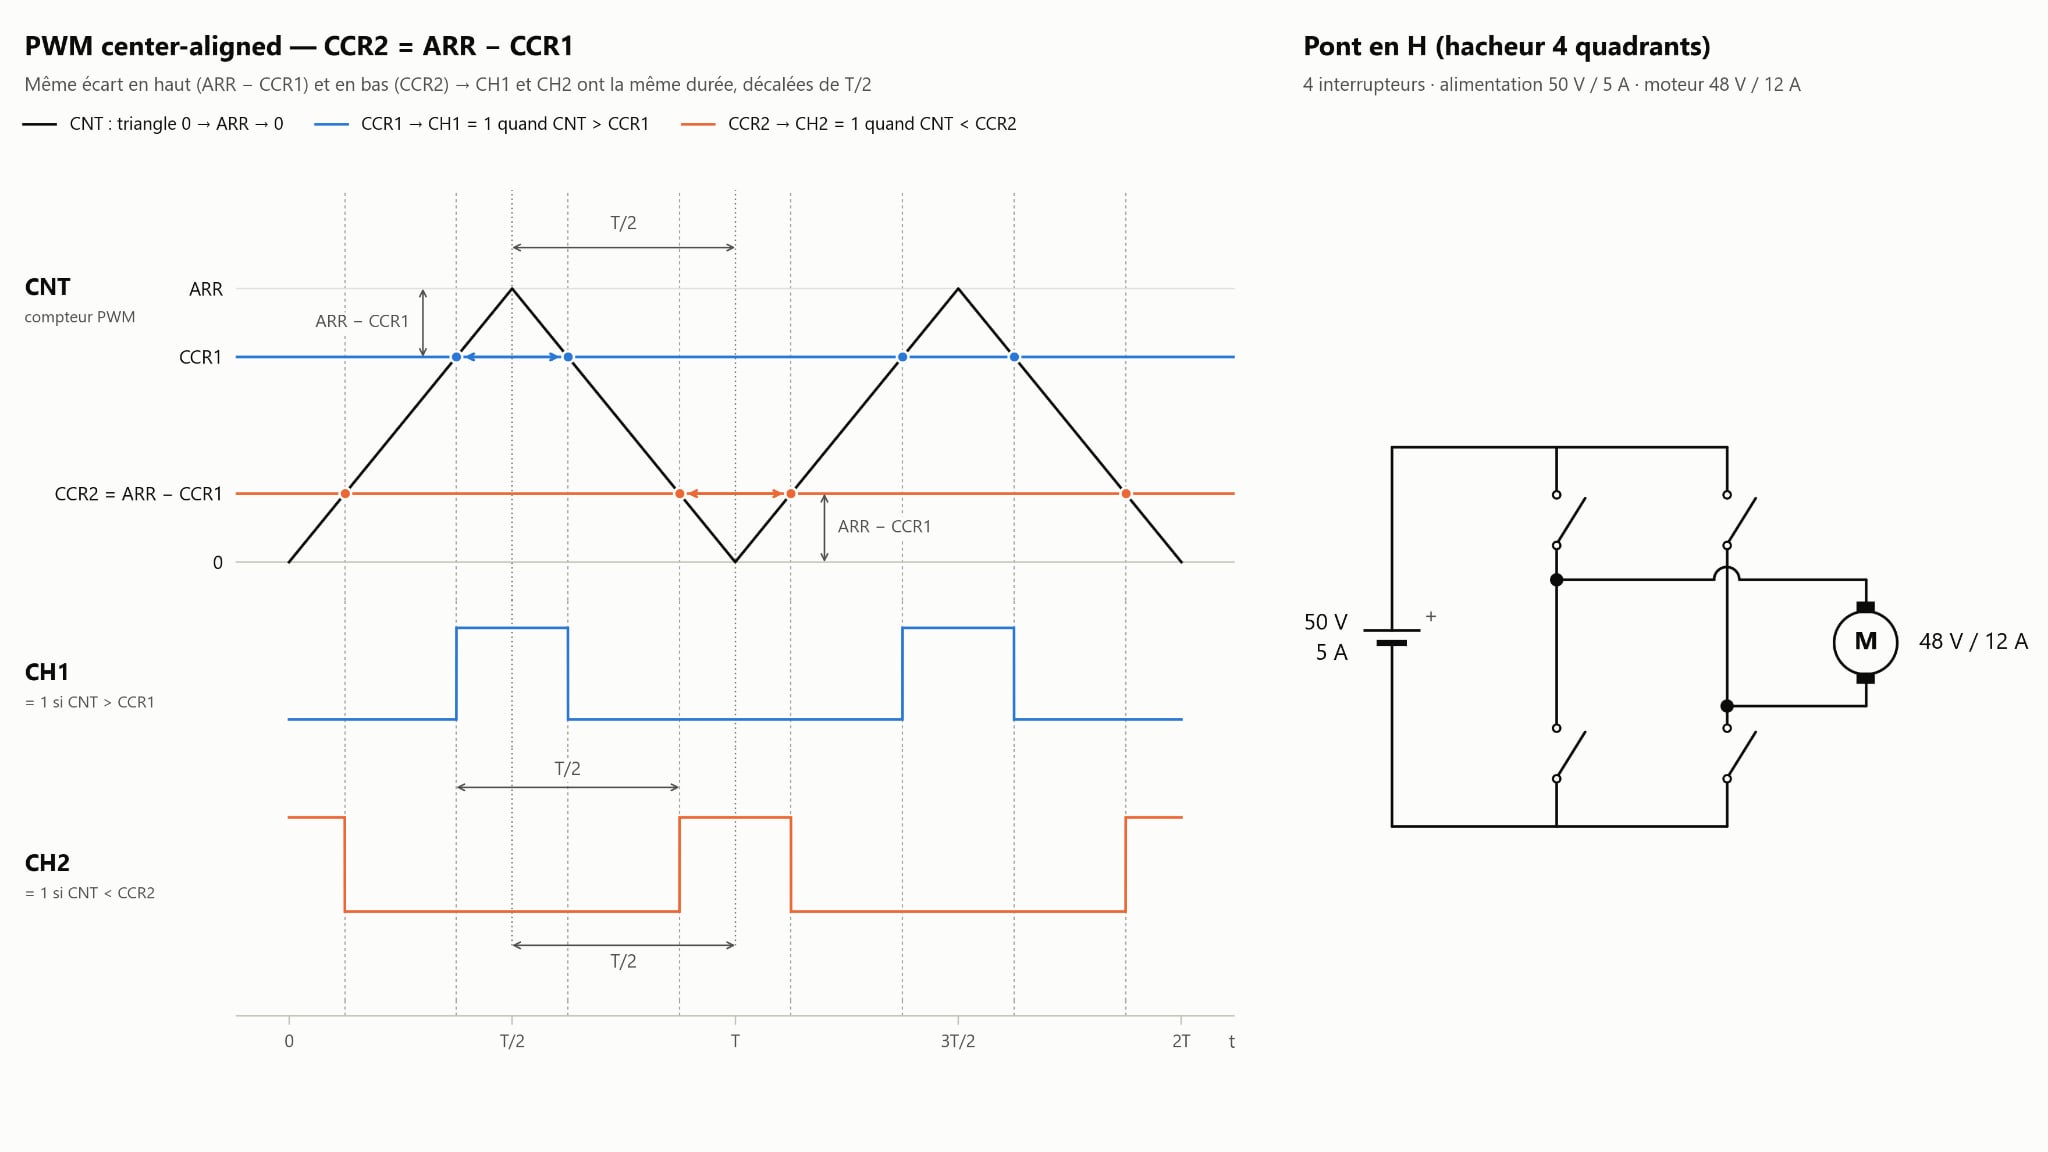 PWM center-aligned — CCR2 = ARR − CCR1
Même écart en haut (ARR − CCR1) et en bas (CCR2) → CH1 et CH2 ont la même durée, décalées de T/2
CNT : triangle 0 → ARR → 0
CCR1 → CH1 = 1 quand CNT > CCR1
CCR2 → CH2 = 1 quand CNT < CCR2
T/2
CNT
compteur PWM
ARR
ARR − CCR1
CCR1
CCR2 = ARR − CCR1
ARR − CCR1
0
CH1
= 1 si CNT > CCR1
T/2
CH2
= 1 si CNT < CCR2
T/2
0
T/2
T
3T/2
2T
t
Pont en H (hacheur 4 quadrants)
4 interrupteurs · alimentation 50 V / 5 A · moteur 48 V / 12 A
50 V
5 A
+
M
48 V / 12 A